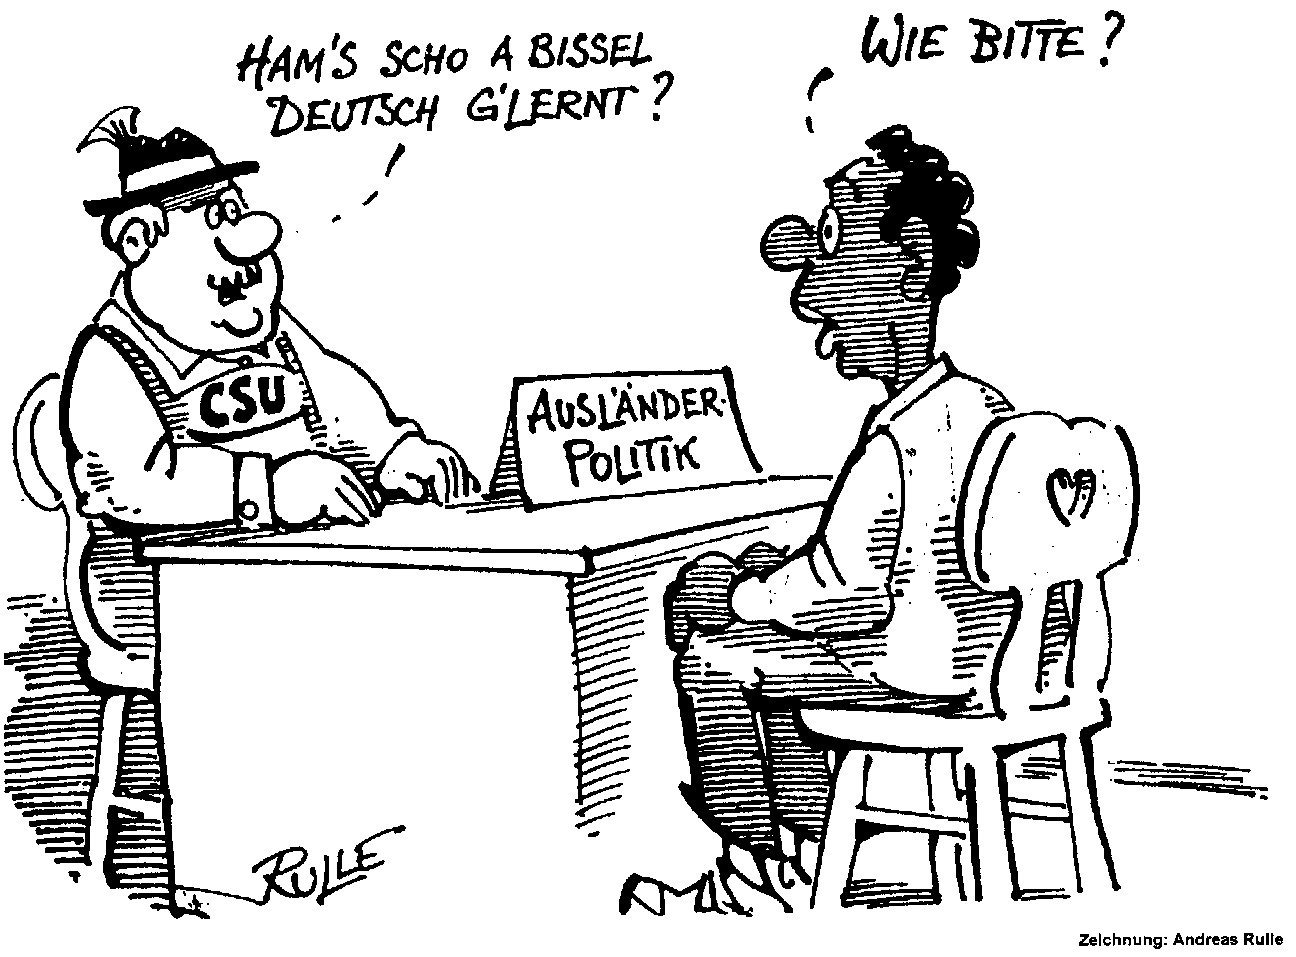 HAM'S SCHO A BISSEL
DEUTSCH G'LERNT?
WIE BITTE?
CSU
AUSLÄNDER-
POLITIK
RULLE
Zeichnung: Andreas Rulle